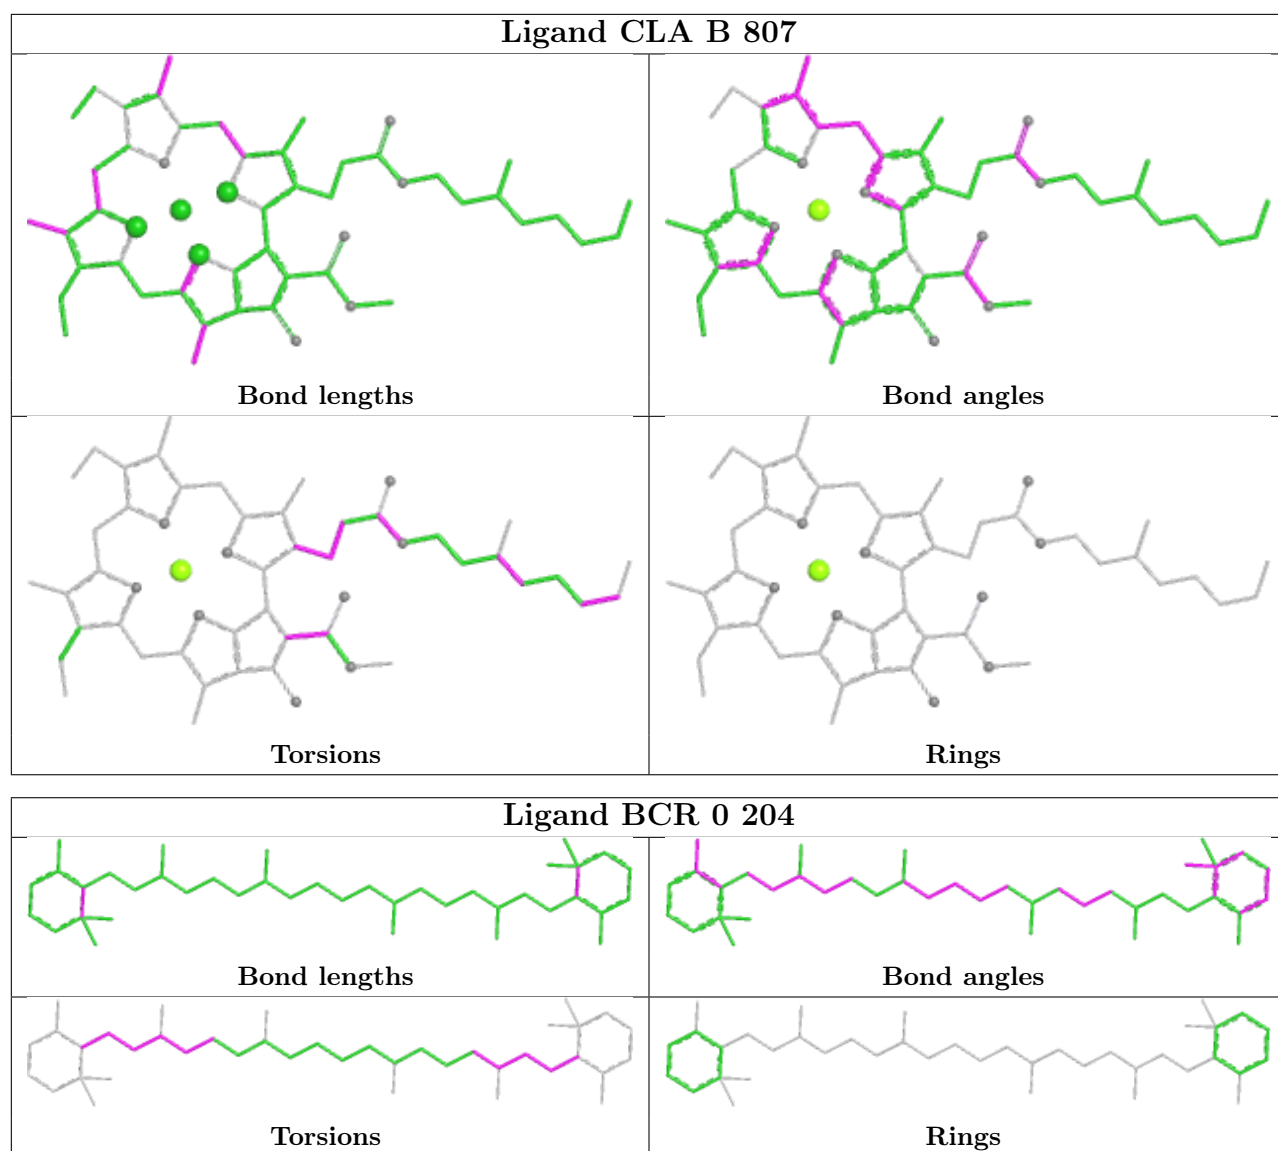 Ligand CLA B 807
Bond lengths
Bond angles
Torsions
Rings
Ligand BCR 0 204
Bond lengths
Bond angles
Torsions
Rings